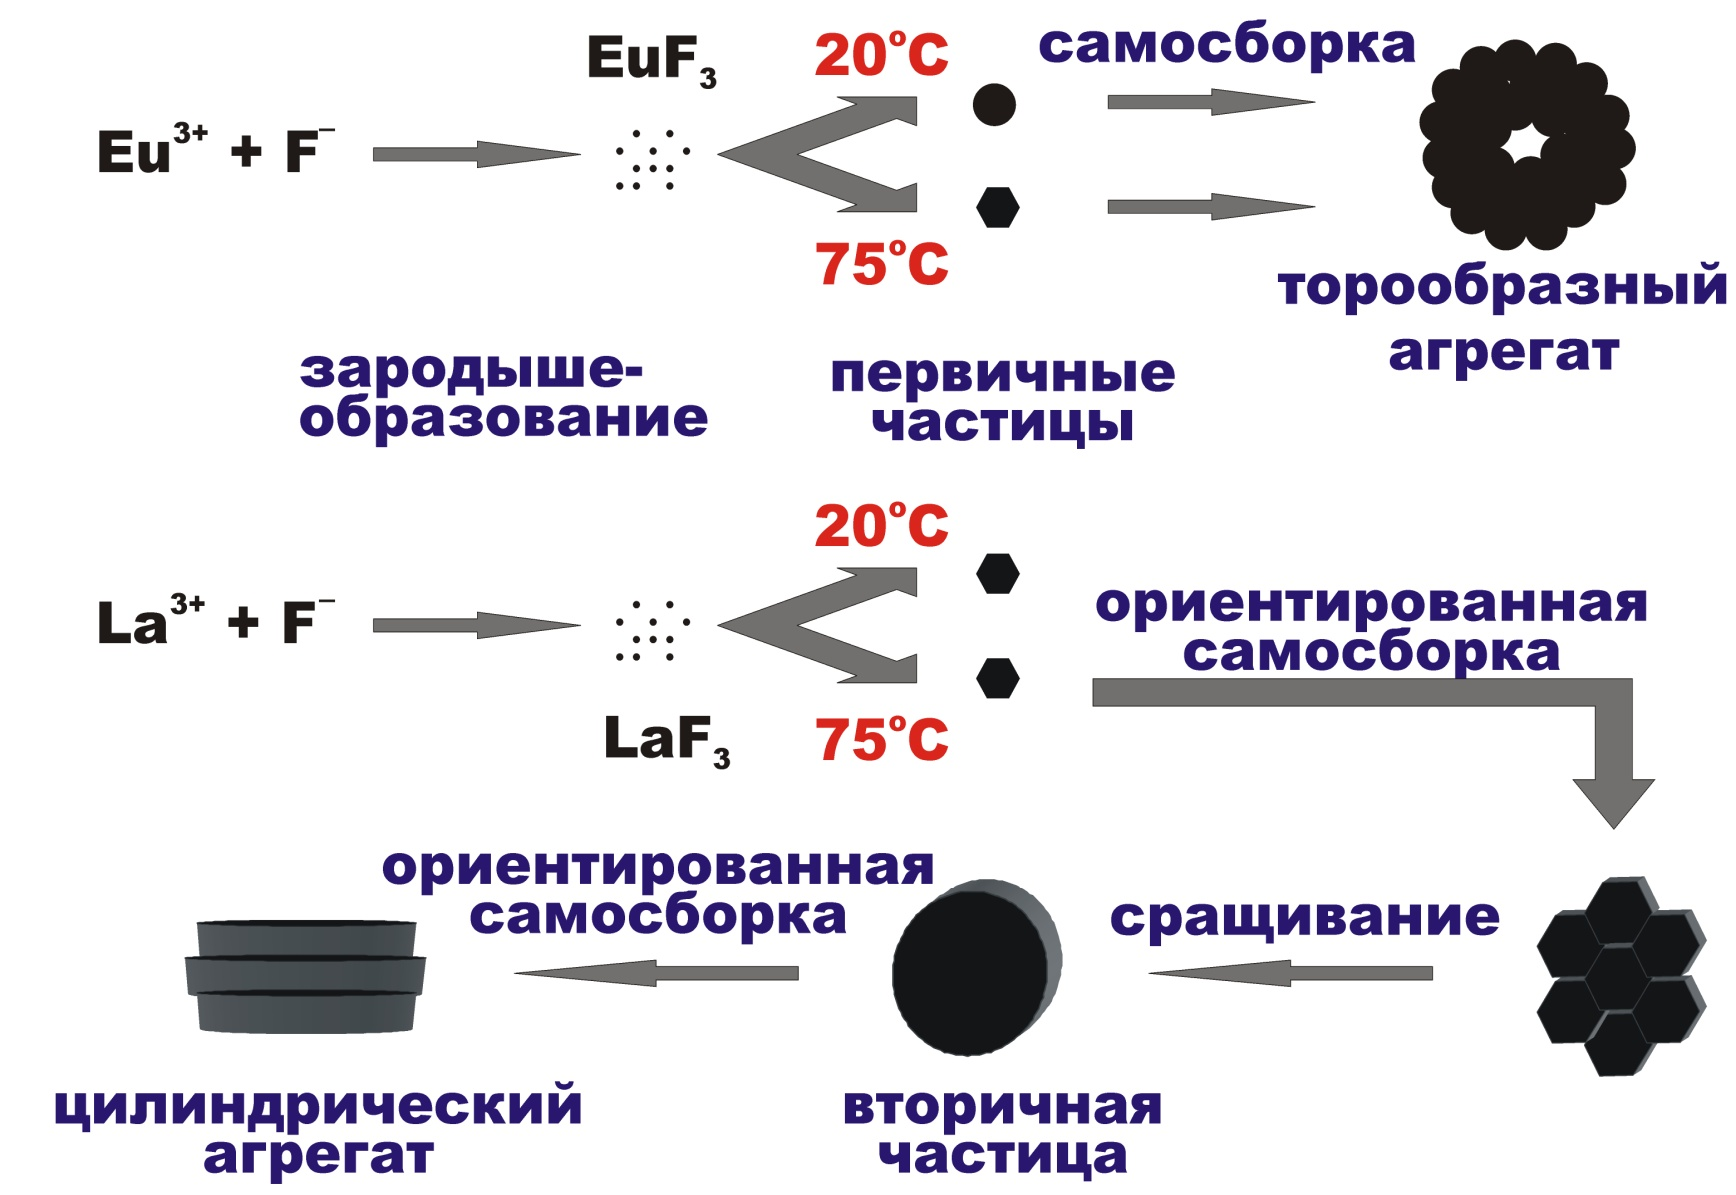 EuF₃
20°C
самосборка
Eu³⁺ + F⁻
75°C
торообразный
агрегат
зародыше-
образование
первичные
частицы
20°C
ориентированная
самосборка
La³⁺ + F⁻
LaF₃
75°C
ориентированная
самосборка
сращивание
цилиндрический
агрегат
вторичная
частица